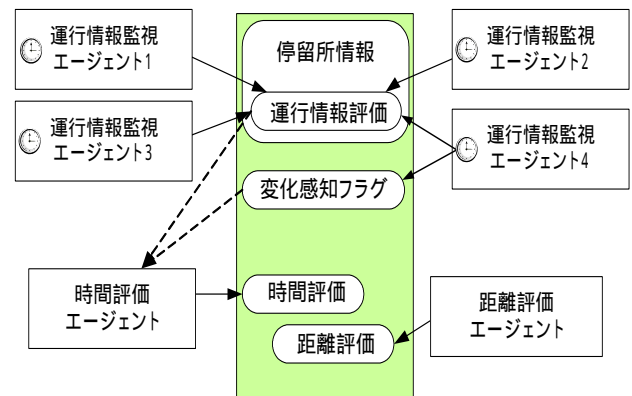 運行情報監視
エージェント1
停留所情報
運行情報監視
エージェント2
運行情報評価
運行情報監視
エージェント3
運行情報監視
エージェント4
変化感知フラグ
時間評価
エージェント
時間評価
距離評価
エージェント
距離評価